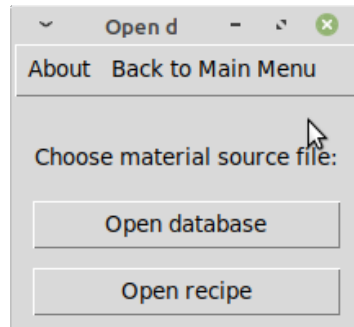 Open d
About Back to Main Menu
Choose material source file:
Open database
Open recipe